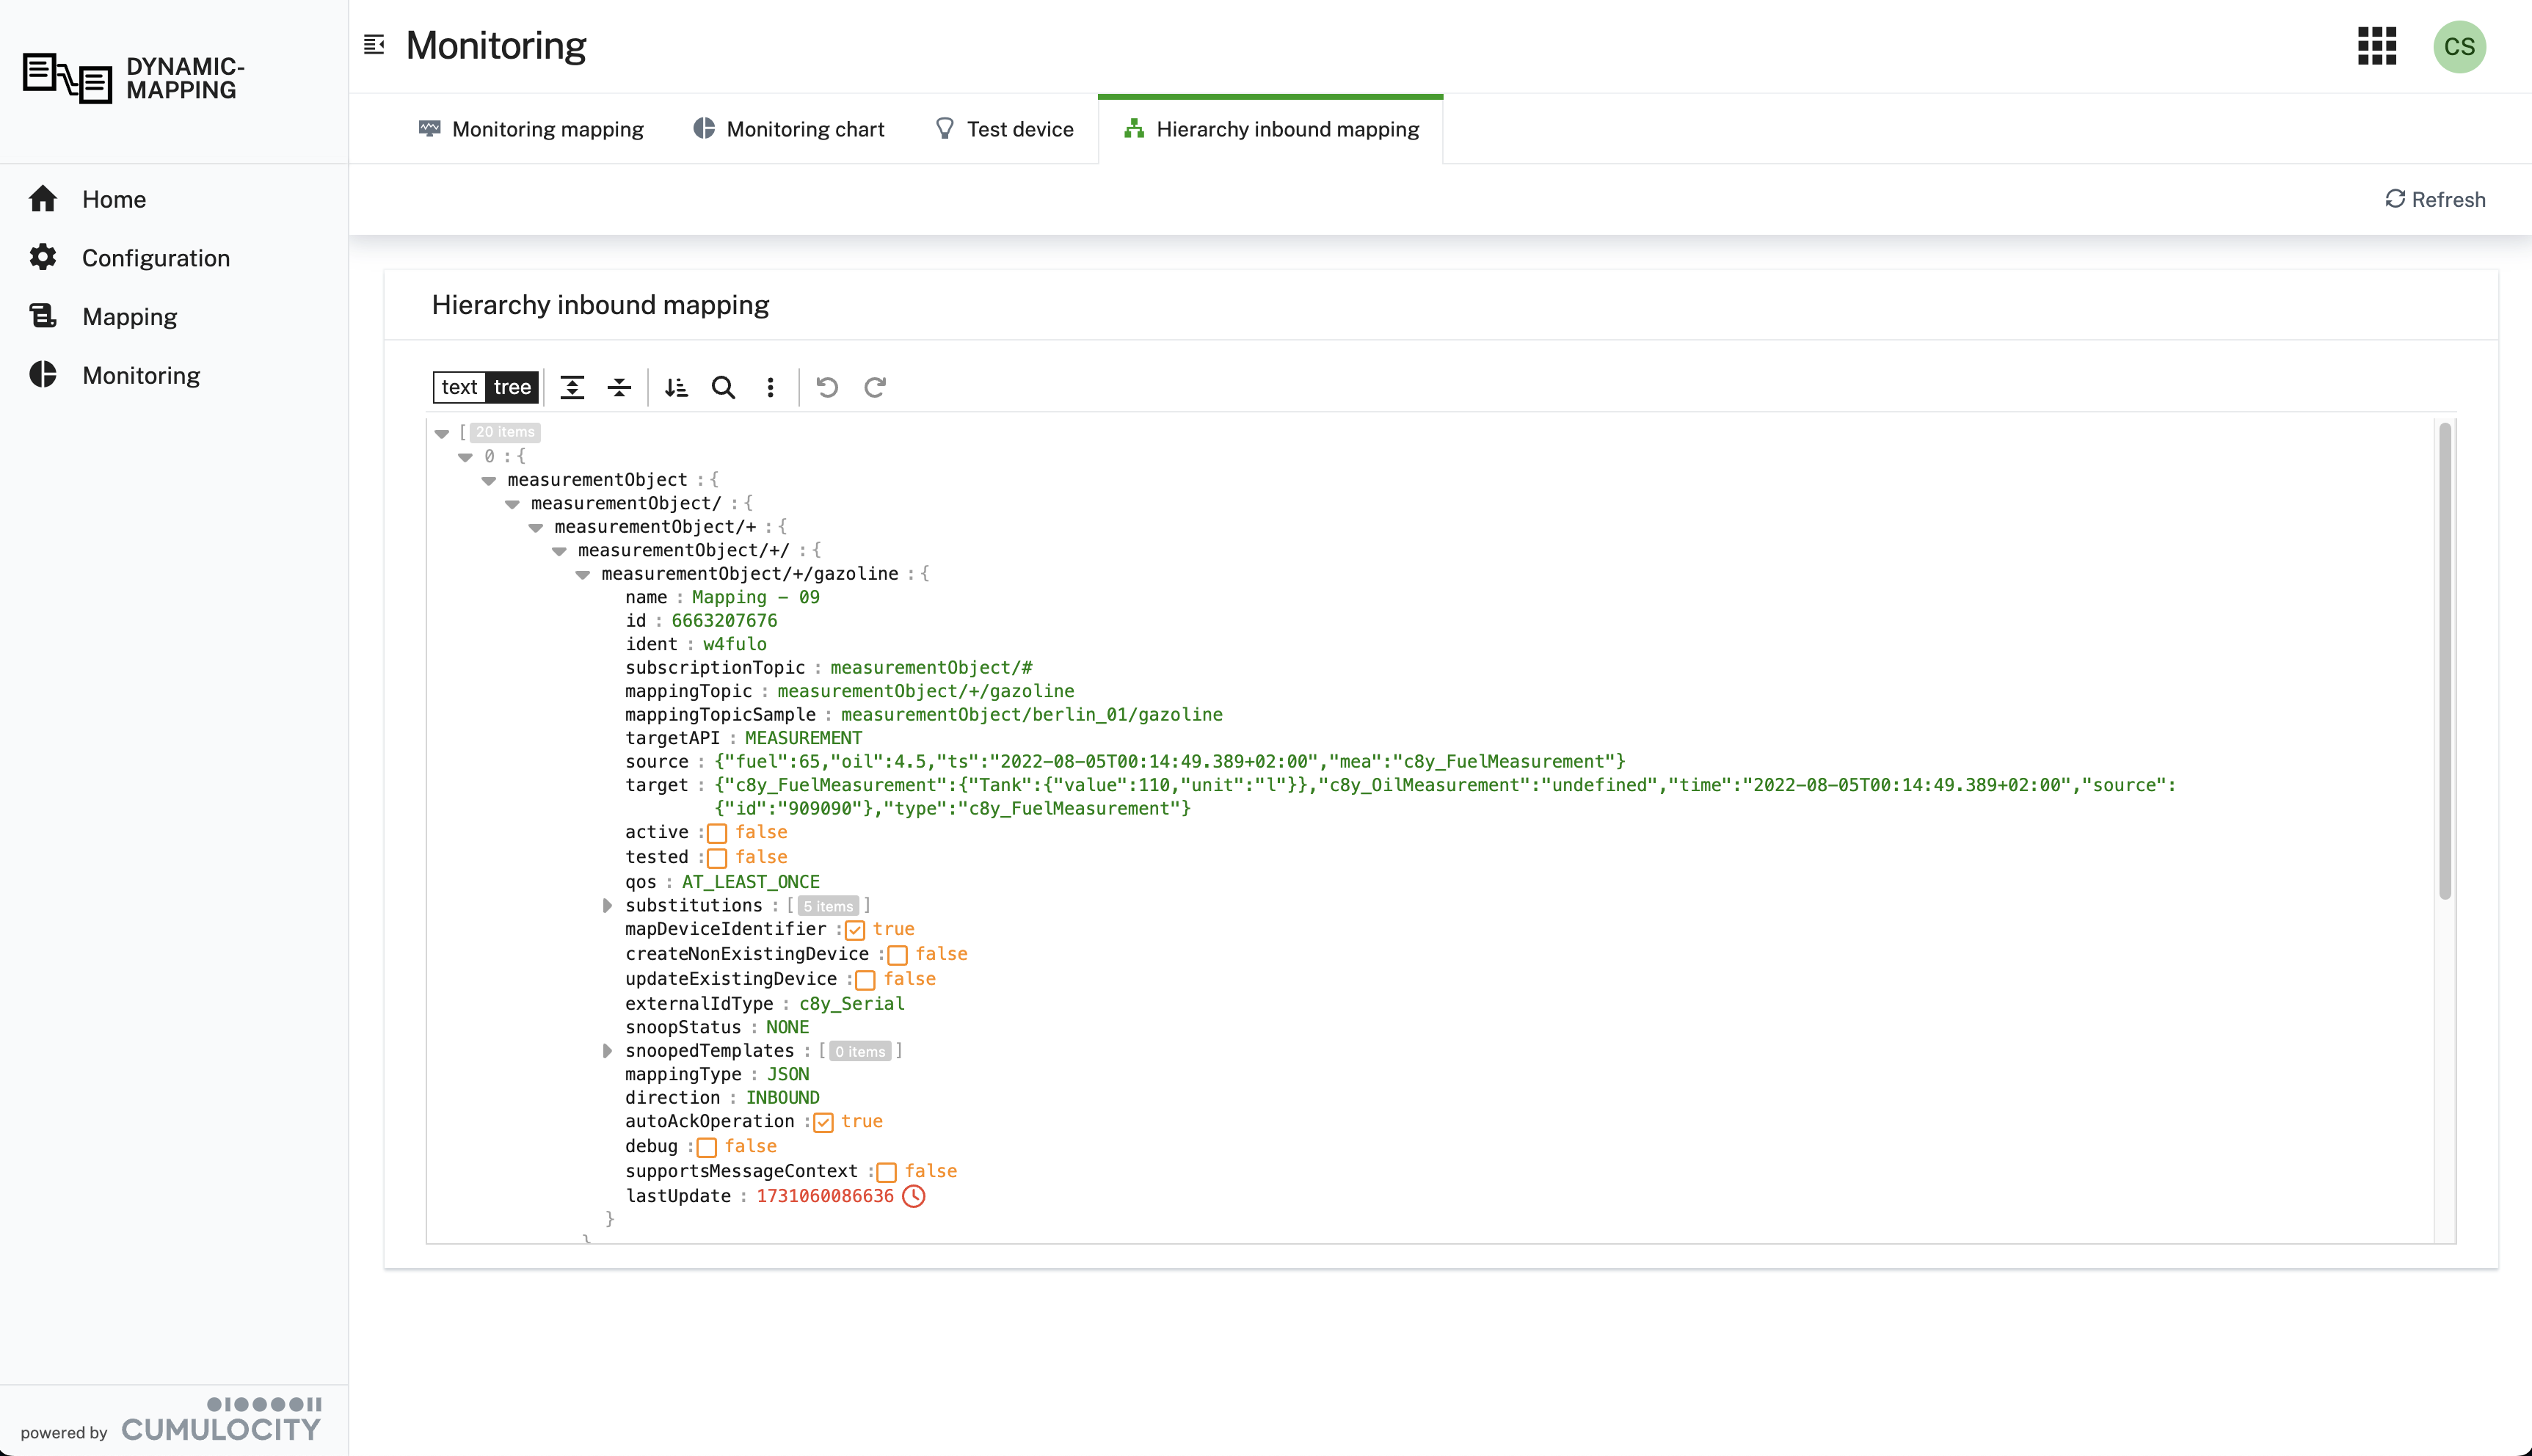 DYNAMIC-
MAPPING
Home
Configuration
Mapping
Monitoring
powered by CUMULOCITY
Monitoring
CS
Monitoring mapping
Monitoring chart
Test device
Hierarchy inbound mapping
Refresh
Hierarchy inbound mapping
text tree
[ 20 items
0 : {
measurementObject : {
measurementObject/ : {
measurementObject/+ : {
measurementObject/+/ : {
measurementObject/+/gazoline : {
name : Mapping - 09
id : 6663207676
ident : w4fulo
subscriptionTopic : measurementObject/#
mappingTopic : measurementObject/+/gazoline
mappingTopicSample : measurementObject/berlin_01/gazoline
targetAPI : MEASUREMENT
source : {"fuel":65,"oil":4.5,"ts":"2022-08-05T00:14:49.389+02:00","mea":"c8y_FuelMeasurement"}
target : {"c8y_FuelMeasurement":{"Tank":{"value":110,"unit":"l"}},"c8y_OilMeasurement":"undefined","time":"2022-08-05T00:14:49.389+02:00","source":
{"id":"909090"},"type":"c8y_FuelMeasurement"}
active : false
tested : false
qos : AT_LEAST_ONCE
substitutions : [ 5 items ]
mapDeviceIdentifier : true
createNonExistingDevice : false
updateExistingDevice : false
externalIdType : c8y_Serial
snoopStatus : NONE
snoopedTemplates : [ 0 items ]
mappingType : JSON
direction : INBOUND
autoAckOperation : true
debug : false
supportsMessageContext : false
lastUpdate : 1731060086636
}
}